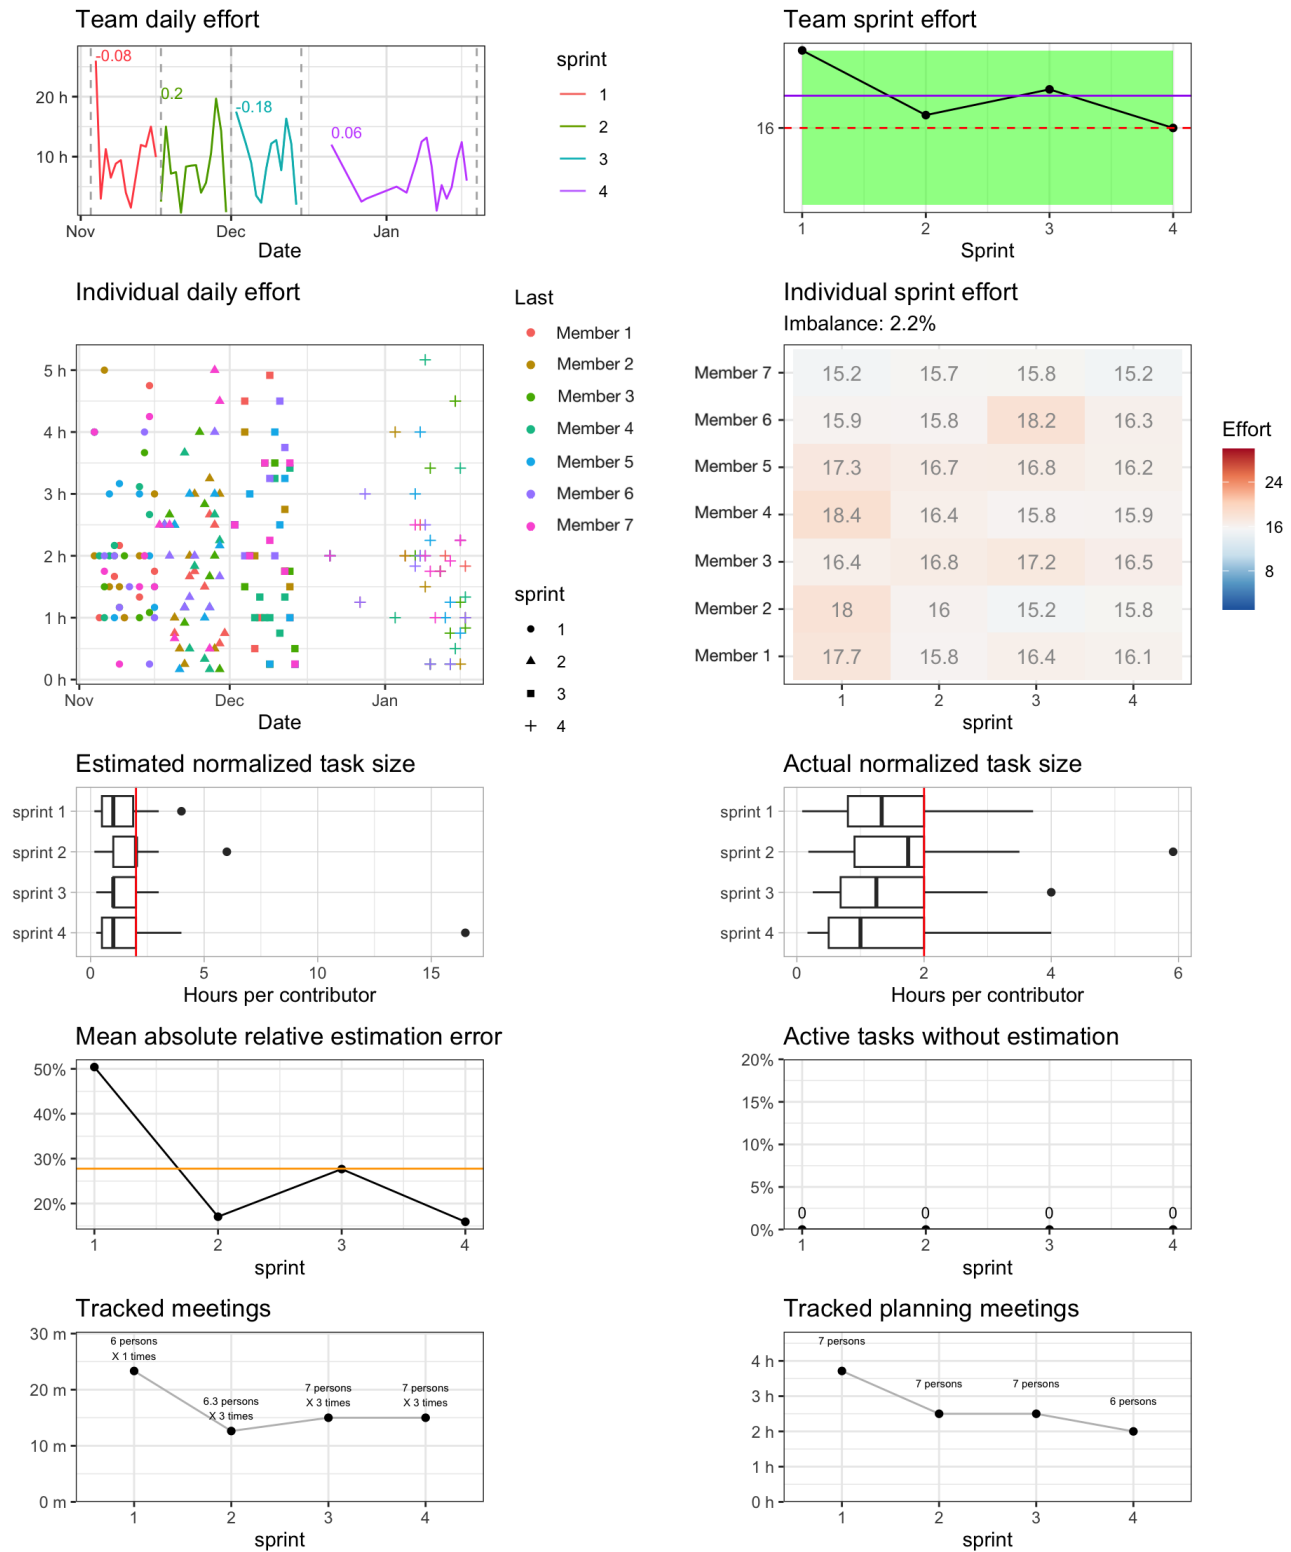 Team daily effort
-0.08
0.2
-0.18
0.06
20 h
10 h
Nov
Dec
Jan
Date
sprint
1
2
3
4
Team sprint effort
16
1
2
3
4
Sprint
Individual daily effort
5 h
4 h
3 h
2 h
1 h
0 h
Nov
Dec
Jan
Date
Last
Member 1
Member 2
Member 3
Member 4
Member 5
Member 6
Member 7
sprint
1
2
3
4
Individual sprint effort
Imbalance: 2.2%
Member 7 15.2 15.7 15.8 15.2
Member 6 15.9 15.8 18.2 16.3
Member 5 17.3 16.7 16.8 16.2
Member 4 18.4 16.4 15.8 15.9
Member 3 16.4 16.8 17.2 16.5
Member 2 18 16 15.2 15.8
Member 1 17.7 15.8 16.4 16.1
1
2
3
4
sprint
Effort
24
16
8
Estimated normalized task size
sprint 1
sprint 2
sprint 3
sprint 4
0
5
10
15
Hours per contributor
Actual normalized task size
sprint 1
sprint 2
sprint 3
sprint 4
0
2
4
6
Hours per contributor
Mean absolute relative estimation error
50%
40%
30%
20%
1
2
3
4
sprint
Active tasks without estimation
20%
15%
10%
5%
0%
0
0
0
0
1
2
3
4
sprint
Tracked meetings
30 m
20 m
10 m
0 m
6 persons
X 1 times
6.3 persons
X 3 times
7 persons
X 3 times
7 persons
X 3 times
1
2
3
4
sprint
Tracked planning meetings
4 h
3 h
2 h
1 h
0 h
7 persons
7 persons
7 persons
6 persons
1
2
3
4
sprint